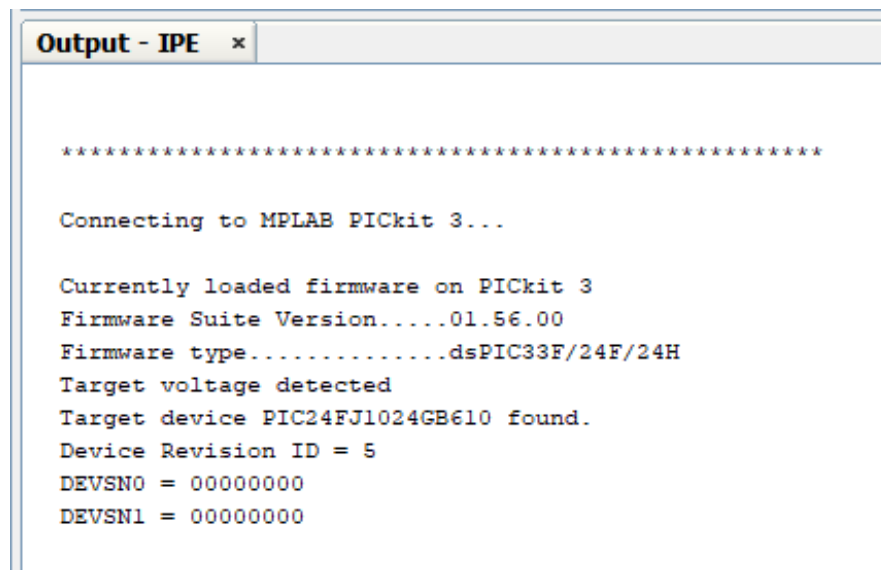 Output - IPE ×
*****************************************************
Connecting to MPLAB PICkit 3...
Currently loaded firmware on PICkit 3
Firmware Suite Version.....01.56.00
Firmware type..............dsPIC33F/24F/24H
Target voltage detected
Target device PIC24FJ1024GB610 found.
Device Revision ID = 5
DEVSN0 = 00000000
DEVSN1 = 00000000